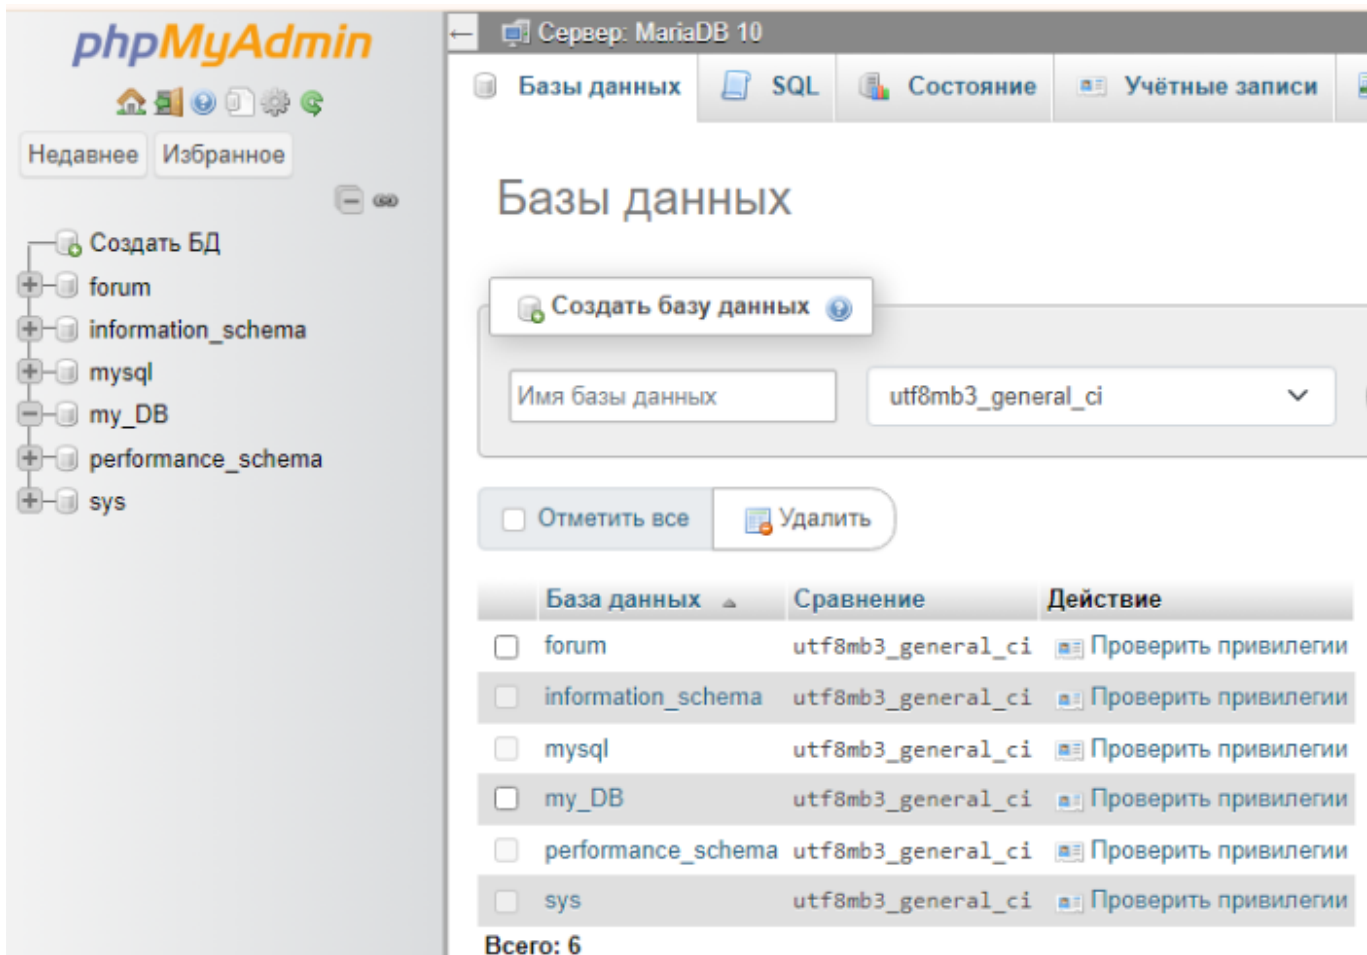 phpMyAdmin
Недавнее Избранное
Создать БД
forum
information_schema
mysql
my_DB
performance_schema
sys
Сервер: MariaDB 10
Базы данных SQL Состояние Учётные записи
Базы данных
Создать базу данных
Имя базы данных utf8mb3_general_ci
Отметить все Удалить
База данных Сравнение Действие
forum utf8mb3_general_ci Проверить привилегии
information_schema utf8mb3_general_ci Проверить привилегии
mysql utf8mb3_general_ci Проверить привилегии
my_DB utf8mb3_general_ci Проверить привилегии
performance_schema utf8mb3_general_ci Проверить привилегии
sys utf8mb3_general_ci Проверить привилегии
Всего: 6